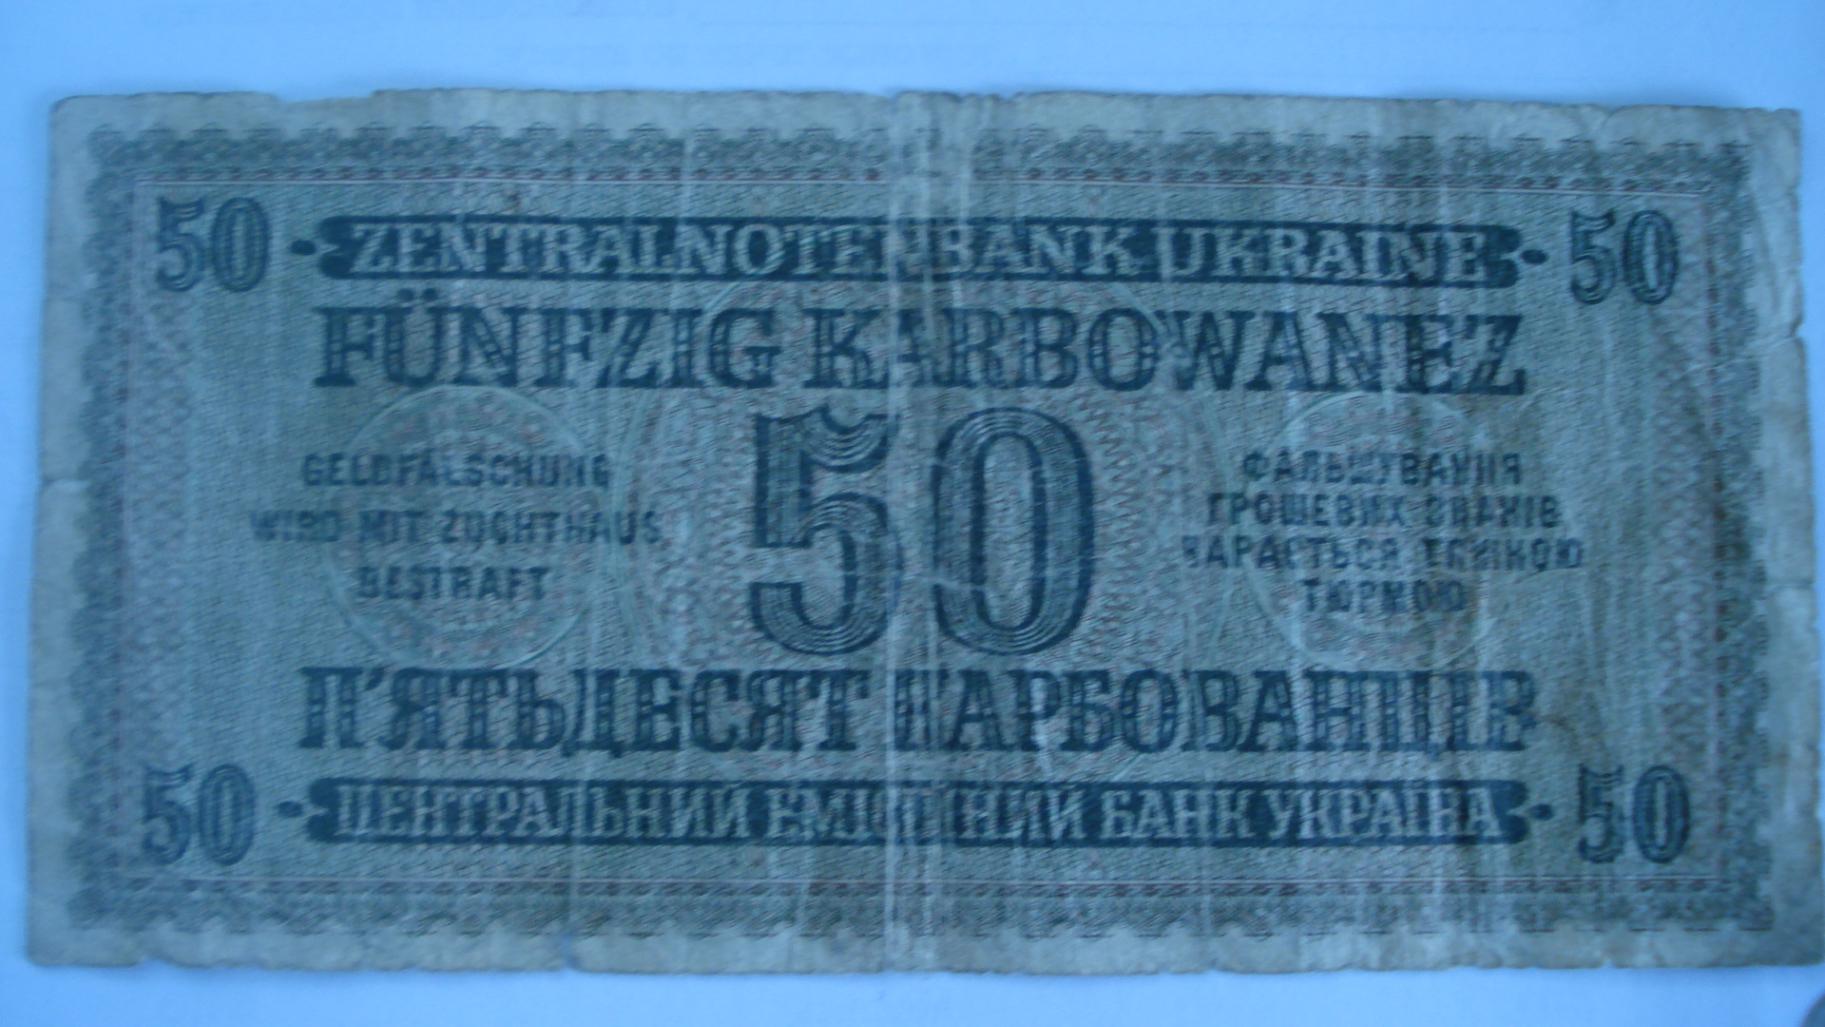 50 ZENTRALNOTENBANK UKRAINE 50
FÜNFZIG KARBOWANEZ
50
GELDFÄLSCHUNG
WIRD MIT ZUCHTHAUS
BESTRAFT
ФАЛЬШУВАННЯ
ГРОШЕВИХ ЗНАКІВ
КАРАЄТЬСЯ ТЯЖКОЮ
ТЮРМОЮ
П'ЯТЬДЕСЯТ КАРБОВАНЦІВ
50 ЦЕНТРАЛЬНИЙ ЕМІСІЙНИЙ БАНК УКРАЇНА 50